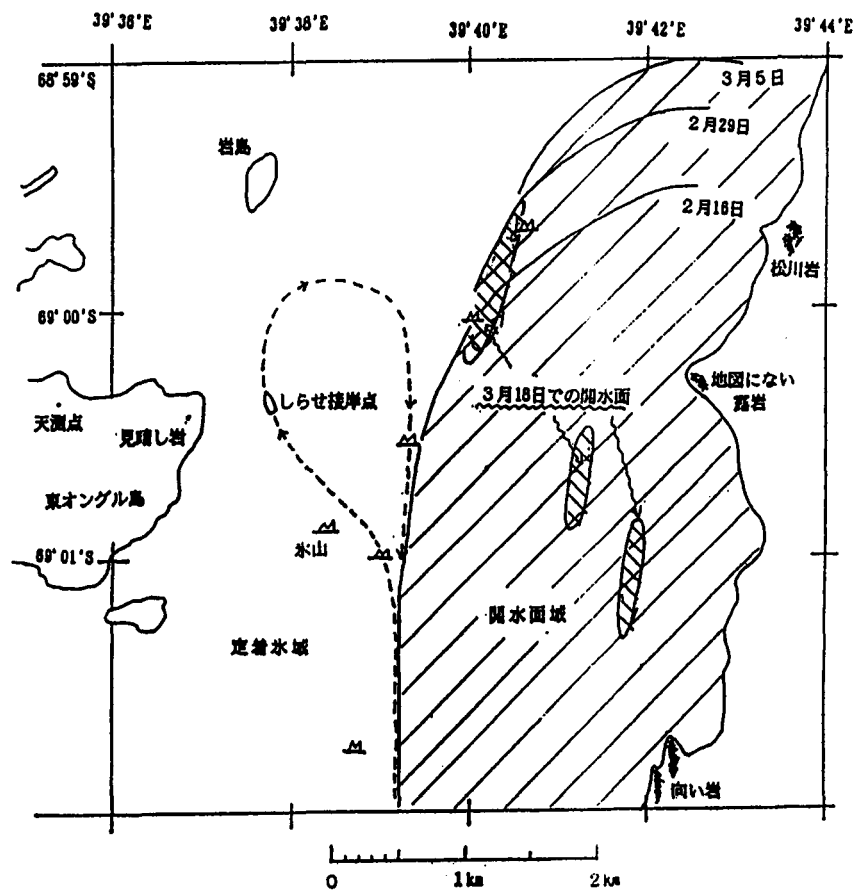 39°36'E 39°38'E 39°40'E 39°42'E 39°44'E
68°59'S
3月5日
2月29日
岩島
2月16日
松川岩
69°00'S
3月18日での開水面
地図にない
露岩
しらせ接岸点
天測点
見晴し岩
東オングル島
氷山
69°01'S
開水面域
定着氷域
向い岩
0 1km 2km